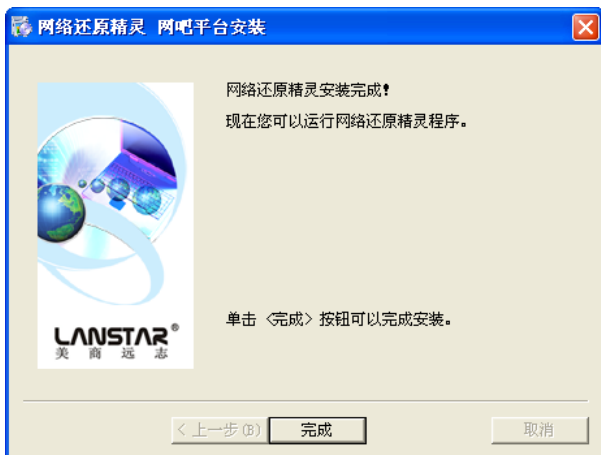 网络还原精灵 网吧平台安装
网络还原精灵安装完成!
现在您可以运行网络还原精灵程序。
单击〈完成〉按钮可以完成安装。
LANSTAR®
美商远志
< 上一步(B)
完成
取消